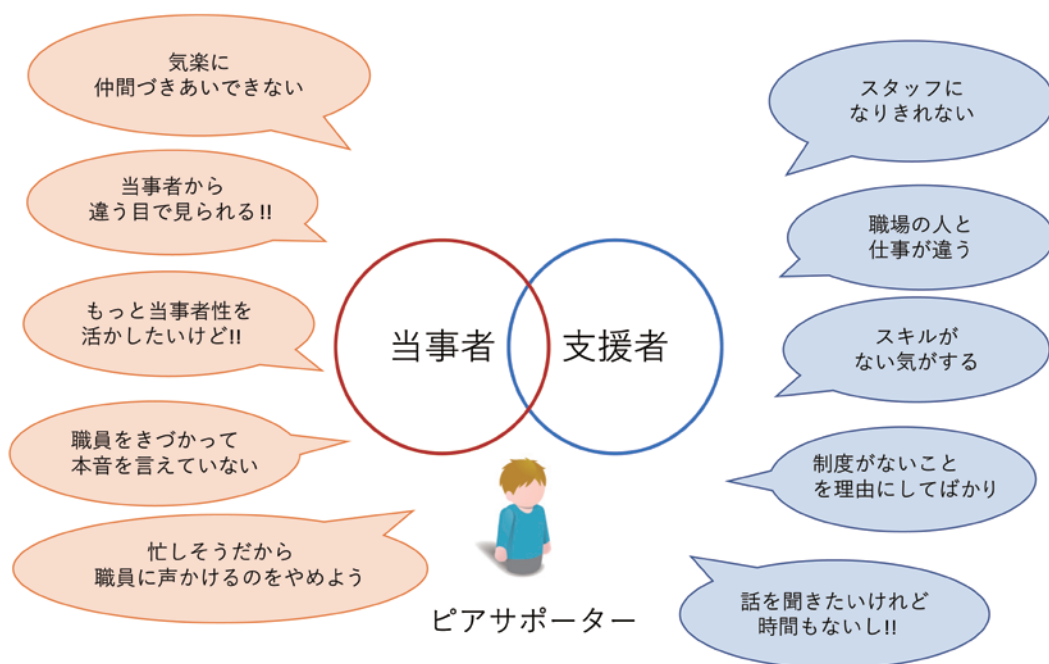 気楽に
仲間づきあいできない
当事者から
違う目で見られる!!
もっと当事者性を
活かしたいけど!!
職員をきづかって
本音を言えていない
忙しそうだから
職員に声かけるのをやめよう
当事者
支援者
ピアサポーター
スタッフに
なりきれない
職場の人と
仕事が違う
スキルが
ない気がする
制度がないこと
を理由にしてばかり
話を聞きたいけれど
時間もないし!!